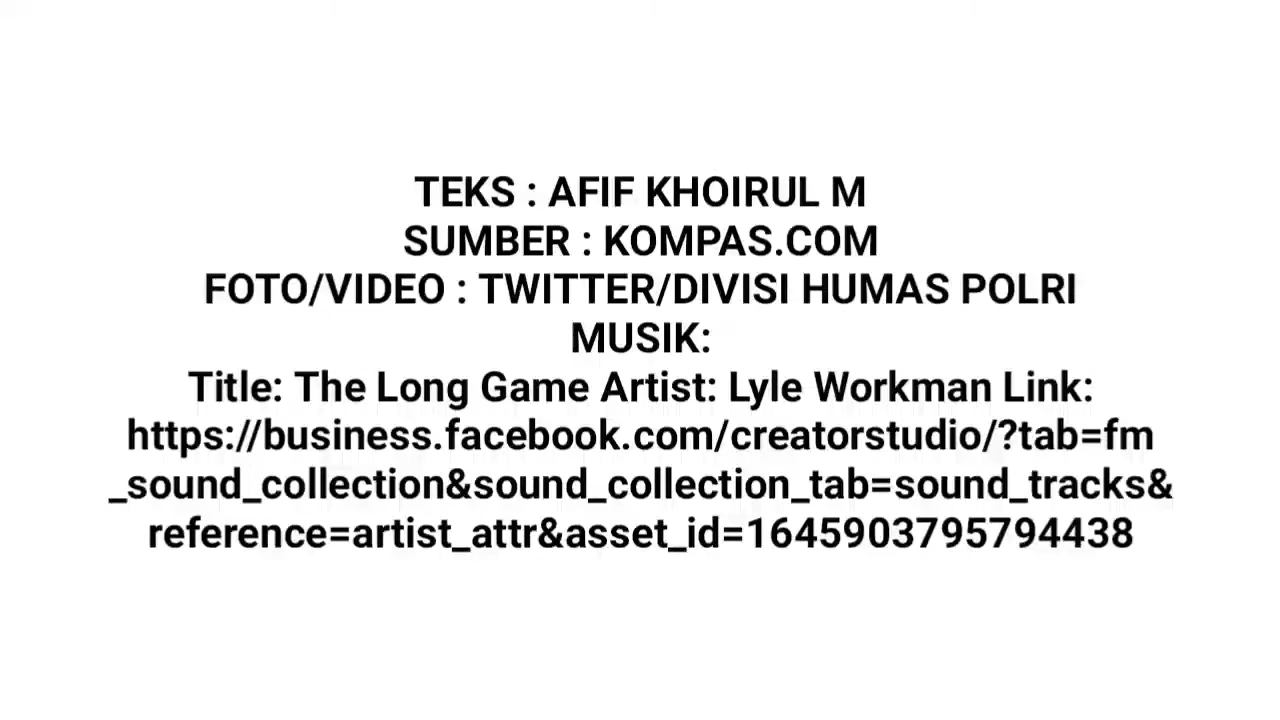 TEKS : AFIF KHOIRUL M
SUMBER : KOMPAS.COM
FOTO/VIDEO : TWITTER/DIVISI HUMAS POLRI
MUSIK:
Title: The Long Game Artist: Lyle Workman Link:
https://business.facebook.com/creatorstudio/?tab=fm
_sound_collection&sound_collection_tab=sound_tracks&
reference=artist_attr&asset_id=1645903795794438